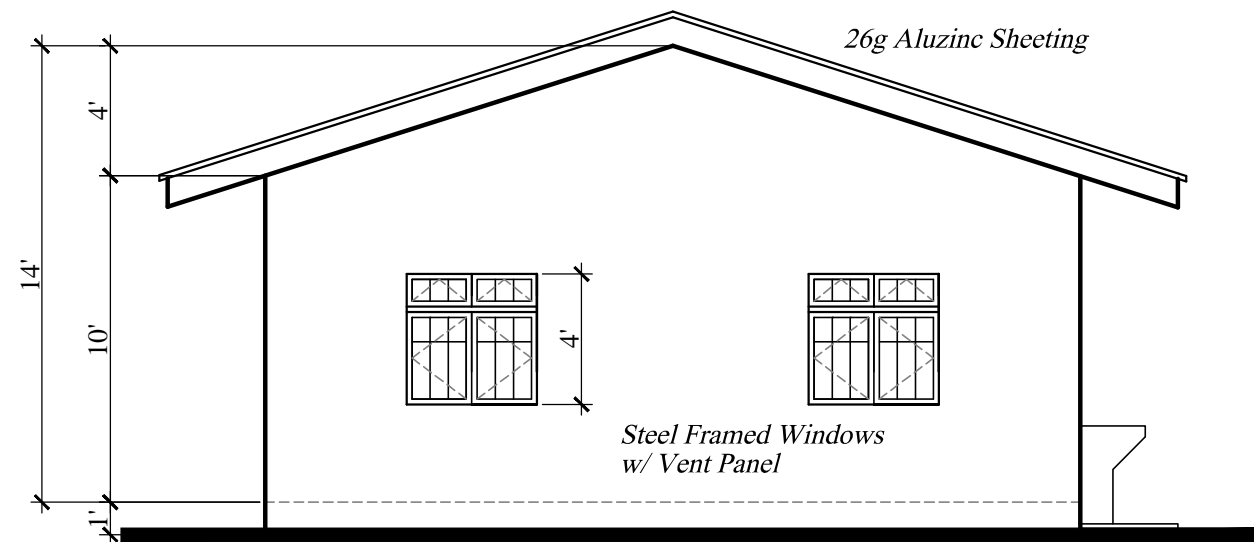 26g Aluzinc Sheeting
4'
14'
10'
4'
Steel Framed Windows
w/ Vent Panel
1'